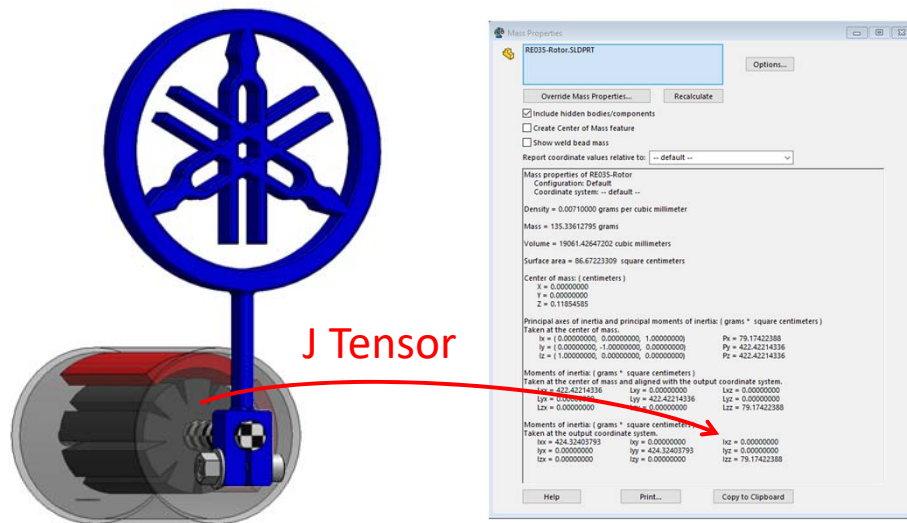 Mass Properties
RE035-Rotor.SLDPRT
Options...
Override Mass Properties... Recalculate
Include hidden bodies/components
Create Center of Mass feature
Show weld bead mass
Report coordinate values relative to: -- default --
Mass properties of RE035-Rotor
Configuration: Default
Coordinate system: -- default --
Density = 0.00710000 grams per cubic millimeter
Mass = 135.33612795 grams
Volume = 19061.42647202 cubic millimeters
Surface area = 86.67223309 square centimeters
Center of mass: ( centimeters )
X = 0.00000000
Y = 0.00000000
Z = 0.11854585
Principal axes of inertia and principal moments of inertia: ( grams * square centimeters )
Taken at the center of mass.
Ix = ( 0.00000000, 0.00000000, 1.00000000) Px = 79.17422388
Iy = ( 0.00000000, -1.00000000, 0.00000000) Py = 422.42214336
Iz = ( 1.00000000, 0.00000000, 0.00000000) Pz = 422.42214336
Moments of inertia: ( grams * square centimeters )
Taken at the center of mass and aligned with the output coordinate system.
Lxx = 422.42214336 Lxy = 0.00000000 Lxz = 0.00000000
Lyx = 0.00000000 Lyy = 422.42214336 Lyz = 0.00000000
Lzx = 0.00000000 Lzy = 0.00000000 Lzz = 79.17422388
Moments of inertia: ( grams * square centimeters )
Taken at the output coordinate system.
Ixx = 424.32403793 Ixy = 0.00000000 Ixz = 0.00000000
Iyx = 0.00000000 Iyy = 424.32403793 Iyz = 0.00000000
Izx = 0.00000000 Izy = 0.00000000 Izz = 79.17422388
Help Print... Copy to Clipboard
J Tensor